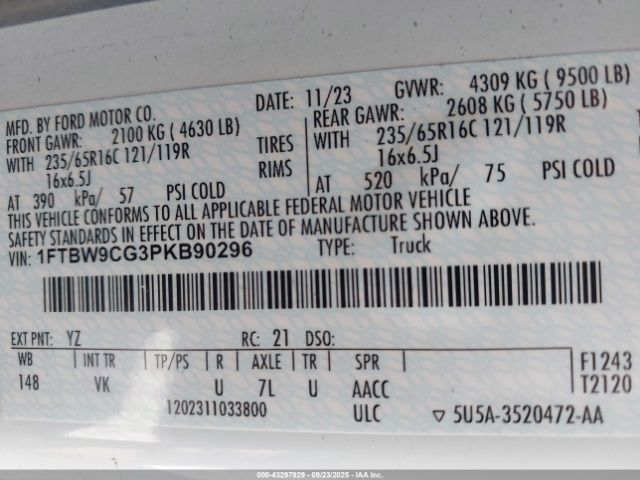 MFD. BY FORD MOTOR CO. DATE: 11/23 GVWR: 4309 KG ( 9500 LB)
FRONT GAWR: 2100 KG ( 4630 LB) REAR GAWR: 2608 KG ( 5750 LB)
WITH 235/65R16C 121/119R TIRES WITH 235/65R16C 121/119R
16x6.5J RIMS 16x6.5J
AT 390 kPa/ 57 PSI COLD AT 520 kPa/ 75 PSI COLD
THIS VEHICLE CONFORMS TO ALL APPLICABLE FEDERAL MOTOR VEHICLE
SAFETY STANDARDS IN EFFECT ON THE DATE OF MANUFACTURE SHOWN ABOVE.
VIN: 1FTBW9CG3PKB90296 TYPE: Truck
EXT PNT: YZ RC: 21 DSO:
WB INT TR TP/PS R AXLE TR SPR F1243
148 VK U 7L U AACC T2120
1202311033800 ULC ▽ 5U5A-3520472-AA
000-43297929 - 09/23/2025 - IAA Inc.